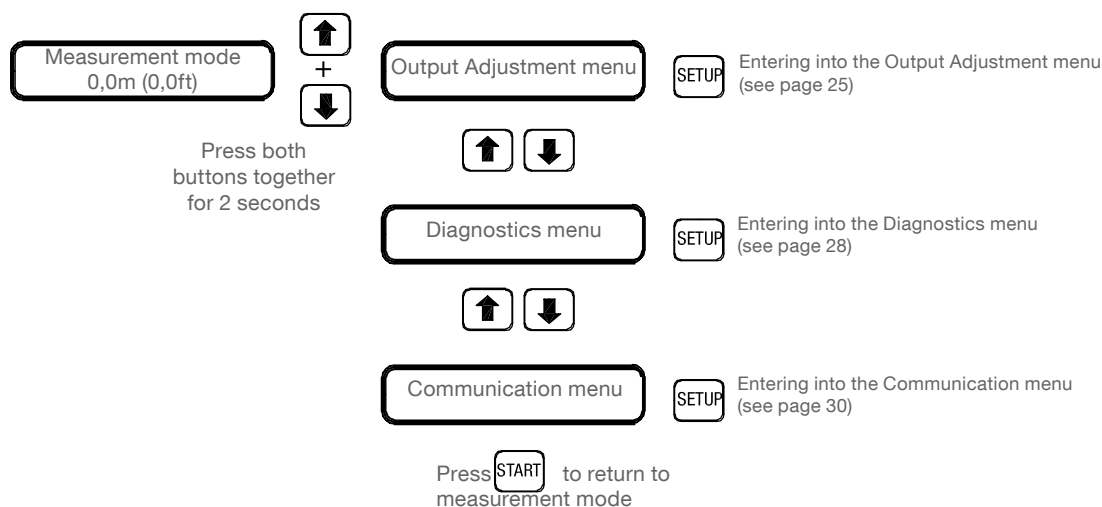 Measurement mode
0,0m (0,0ft)
+
Press both
buttons together
for 2 seconds
Output Adjustment menu
SETUP
Entering into the Output Adjustment menu
(see page 25)
Diagnostics menu
SETUP
Entering into the Diagnostics menu
(see page 28)
Communication menu
SETUP
Entering into the Communication menu
(see page 30)
Press START to return to
measurement mode